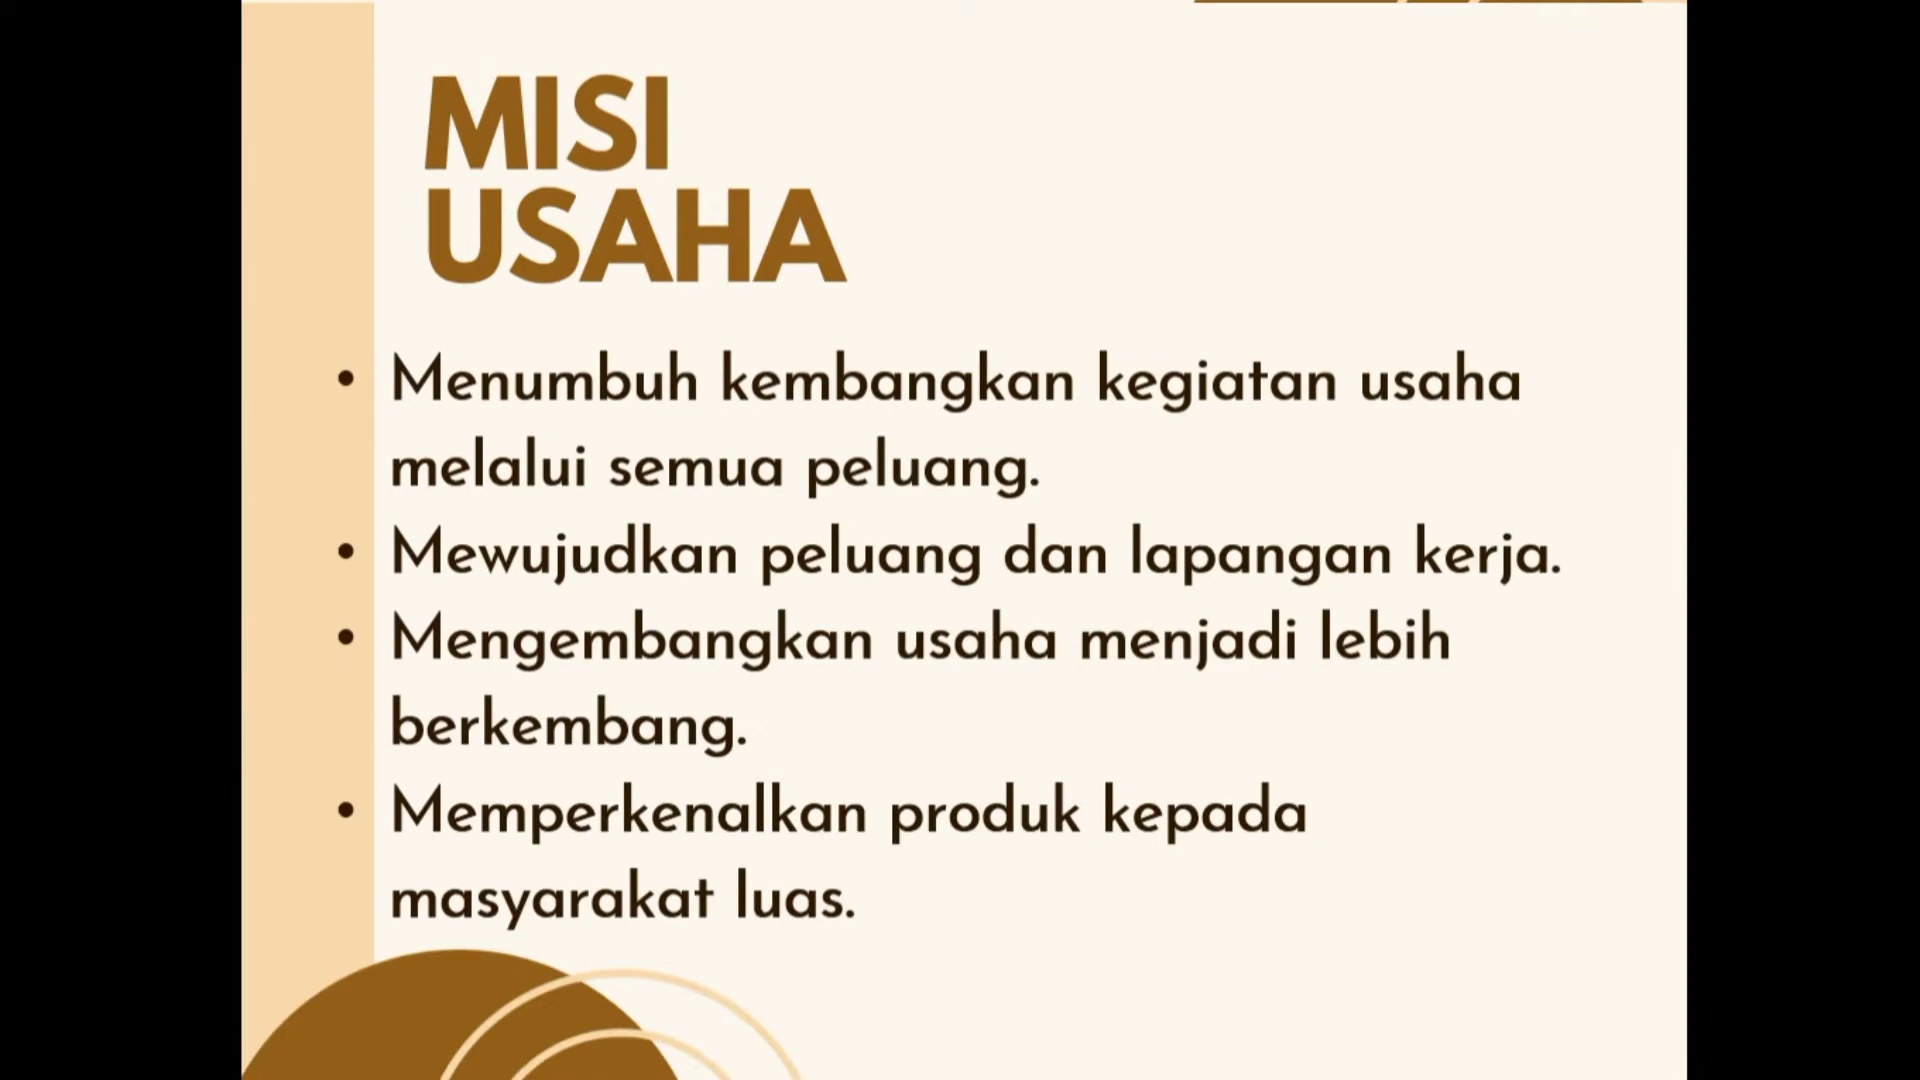 MISI
USAHA
• Menumbuh kembangkan kegiatan usaha
melalui semua peluang.
• Mewujudkan peluang dan lapangan kerja.
• Mengembangkan usaha menjadi lebih
berkembang.
• Memperkenalkan produk kepada
masyarakat luas.